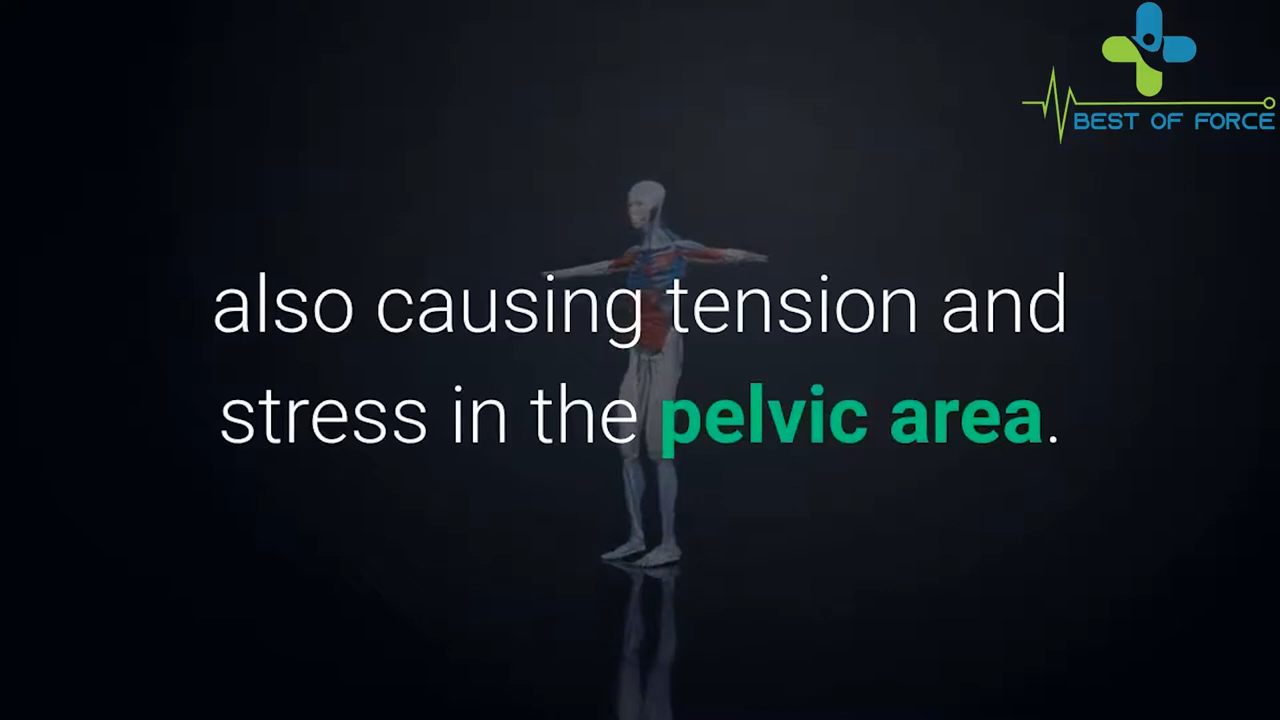 BEST OF FORCE
also causing tension and
stress in the pelvic area.